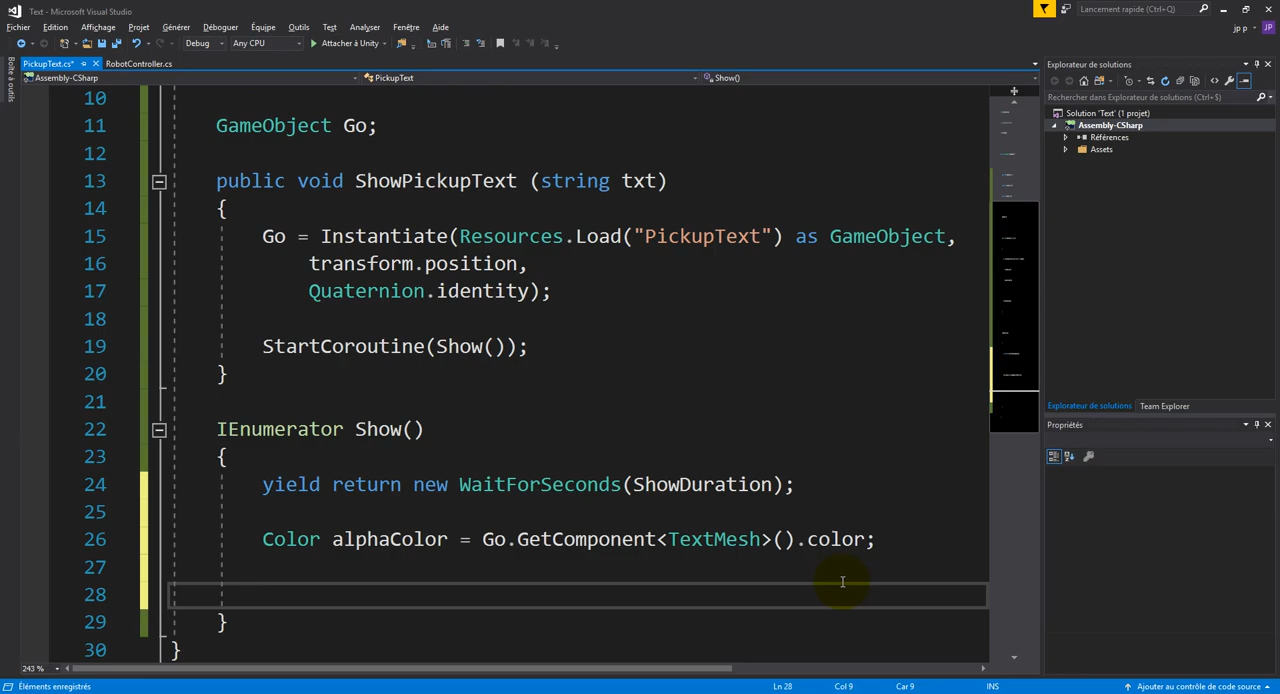 Text - Microsoft Visual Studio
Lancement rapide (Ctrl+Q)
Fichier Edition Affichage Projet Générer Déboguer Équipe Outils Test Analyser Fenêtre Aide
jp p
JP
Debug Any CPU Attacher à Unity
Boîte à outils
PickupText.cs* RobotController.cs
Assembly-CSharp PickupText Show()
10
11 GameObject Go;
12
13 public void ShowPickupText (string txt)
14 {
15 Go = Instantiate(Resources.Load("PickupText") as GameObject,
16 transform.position,
17 Quaternion.identity);
18
19 StartCoroutine(Show());
20 }
21
22 IEnumerator Show()
23 {
24 yield return new WaitForSeconds(ShowDuration);
25
26 Color alphaColor = Go.GetComponent<TextMesh>().color;
27
28
29 }
30 }
243 %
Explorateur de solutions
Rechercher dans Explorateur de solutions (Ctrl+$)
Solution 'Text' (1 projet)
Assembly-CSharp
Références
Assets
Explorateur de solutions Team Explorer
Propriétés
Éléments enregistrés Ln 28 Col 9 Car 9 INS Ajouter au contrôle de code source